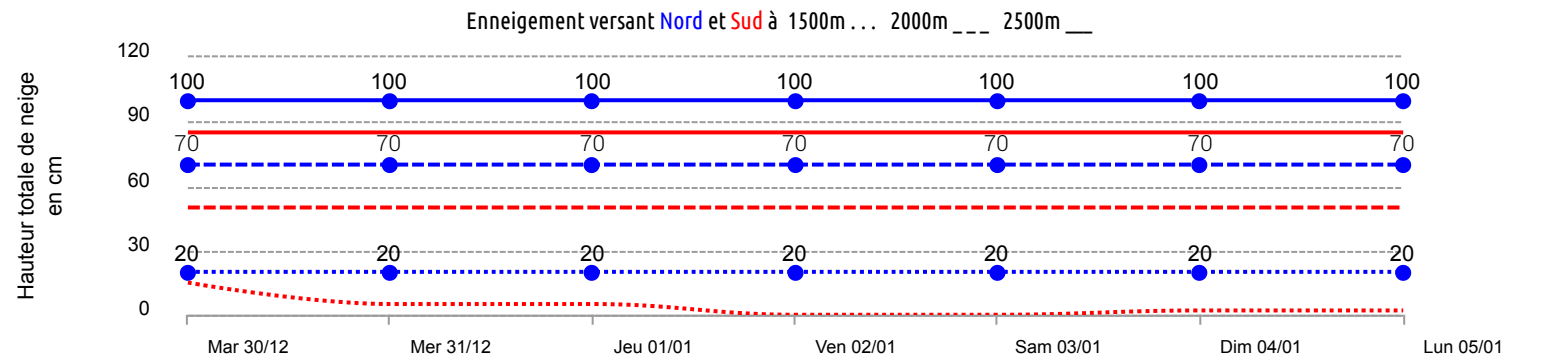 Enneigement versant Nord et Sud à 1500m . . . 2000m _ _ _ 2500m __
Hauteur totale de neige
en cm
120
100 100 100 100 100 100 100
90
70 70 70 70 70 70 70
60
30
20 20 20 20 20 20 20
0
Mar 30/12 Mer 31/12 Jeu 01/01 Ven 02/01 Sam 03/01 Dim 04/01 Lun 05/01